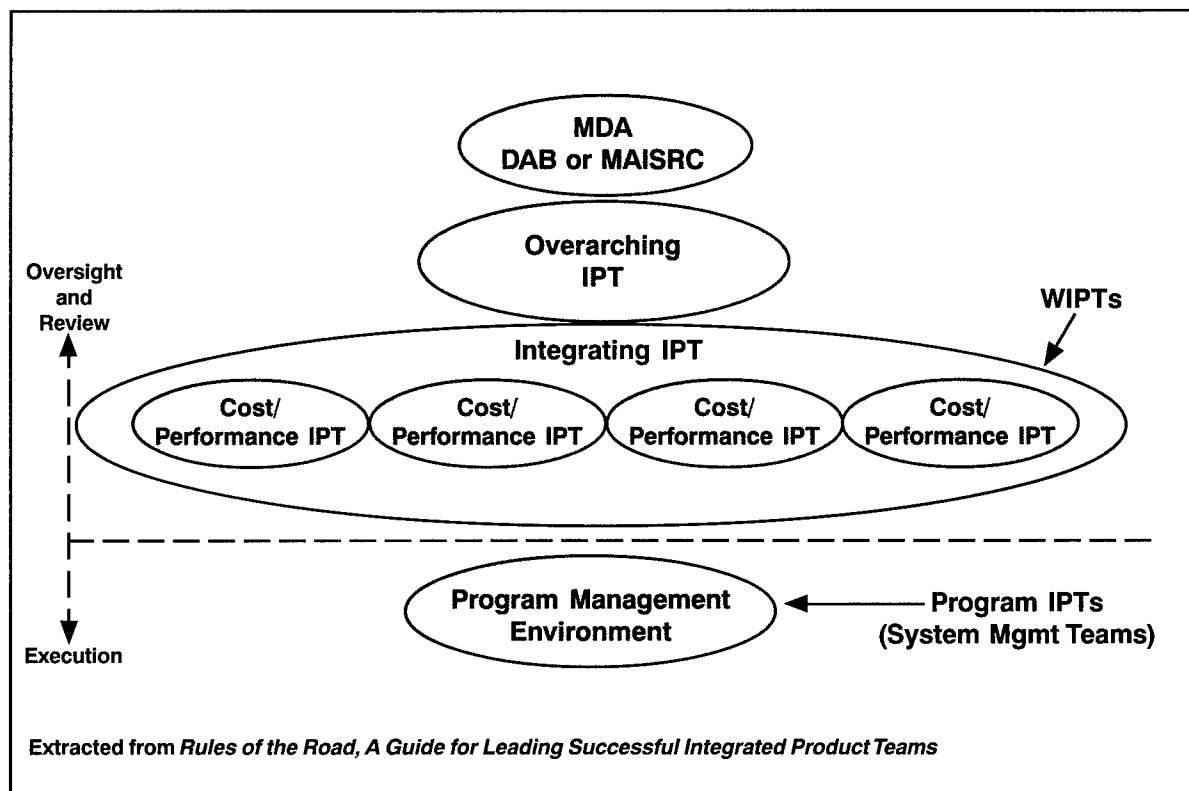 MDA
DAB or MAISRC
Overarching
IPT
Oversight
and
Review
WIPTs
Integrating IPT
Cost/
Performance IPT
Cost/
Performance IPT
Cost/
Performance IPT
Cost/
Performance IPT
Program Management
Environment
Program IPTs
(System Mgmt Teams)
Execution
Extracted from Rules of the Road, A Guide for Leading Successful Integrated Product Teams